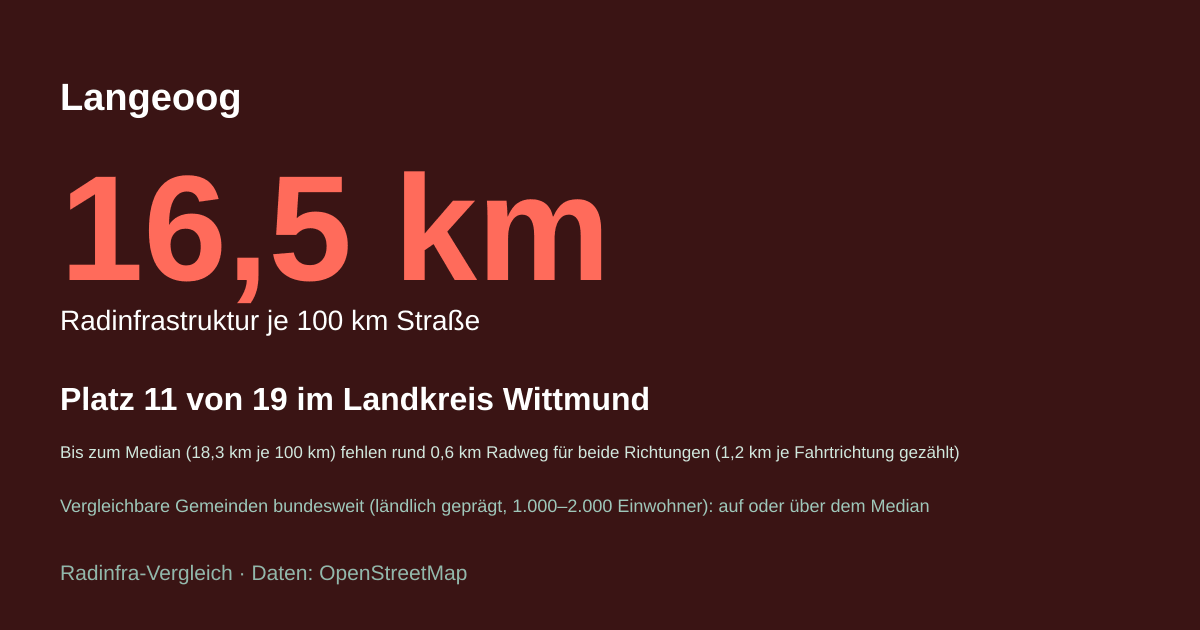 Langeoog
16,5 km
Radinfrastruktur je 100 km Straße
Platz 11 von 19 im Landkreis Wittmund
Bis zum Median (18,3 km je 100 km) fehlen rund 0,6 km Radweg für beide Richtungen (1,2 km je Fahrtrichtung gezählt)
Vergleichbare Gemeinden bundesweit (ländlich geprägt, 1.000–2.000 Einwohner): auf oder über dem Median
Radinfra-Vergleich · Daten: OpenStreetMap